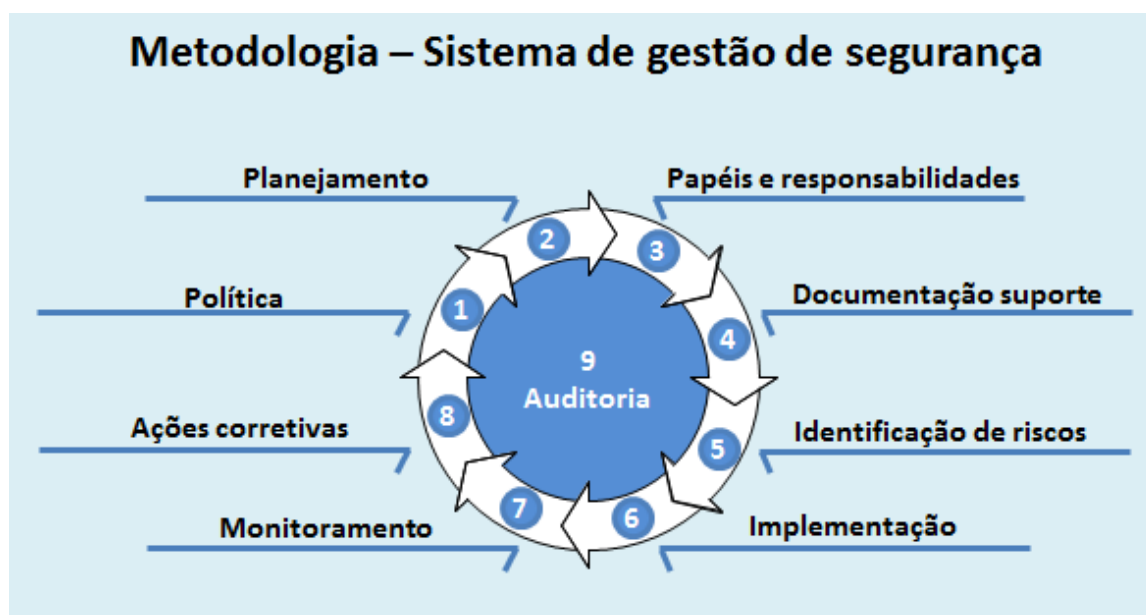 Metodologia – Sistema de gestão de segurança
Planejamento
Papéis e responsabilidades
2
3
Política
1
Documentação suporte
4
9
Auditoria
Ações corretivas
8
Identificação de riscos
5
Monitoramento
7
6
Implementação